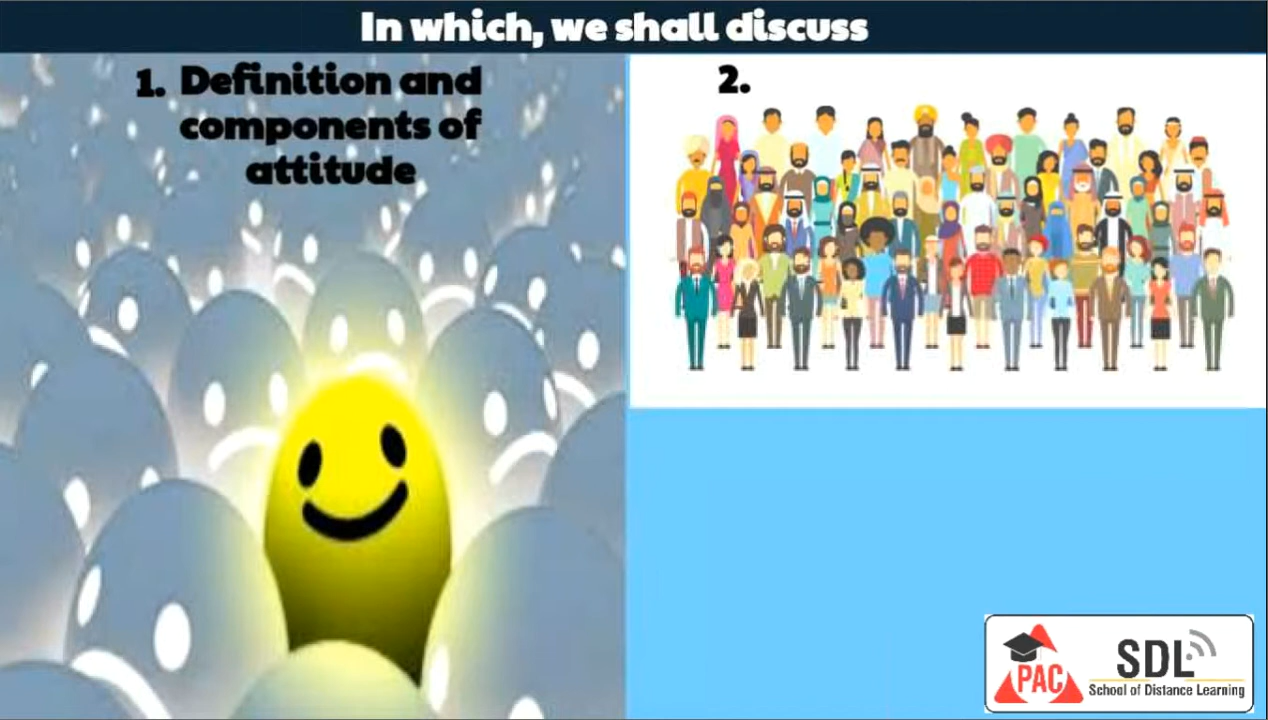 In which, we shall discuss
1. Definition and
components of
attitude
2.
PAC
SDL
School of Distance Learning